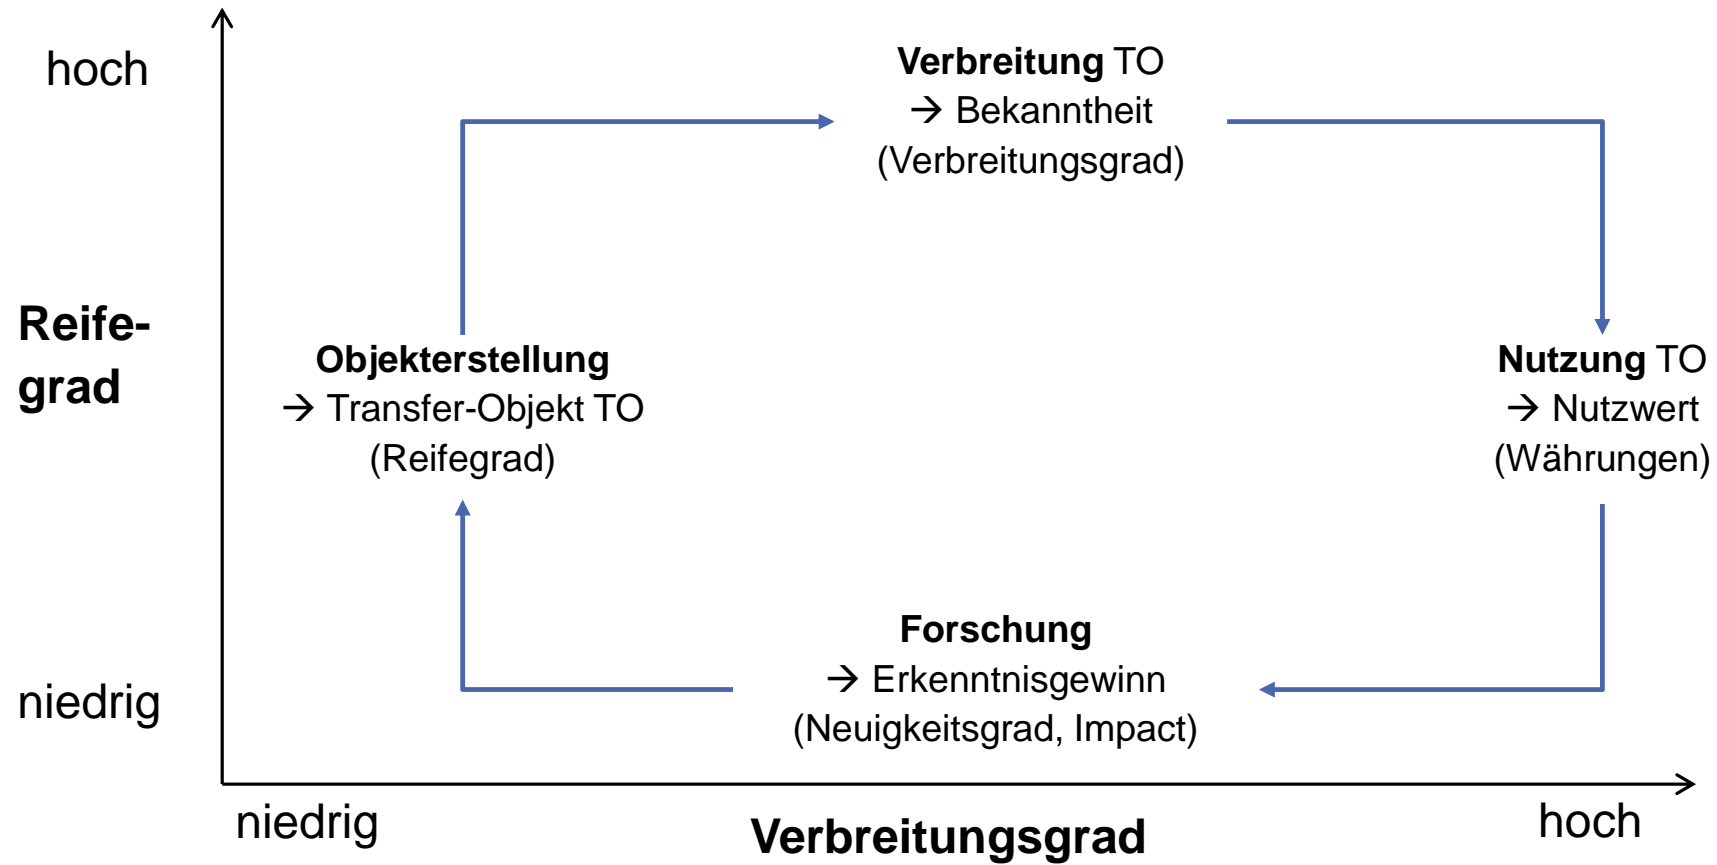 hoch
Verbreitung TO
→ Bekanntheit
(Verbreitungsgrad)
Reife-
grad
Objekterstellung
→ Transfer-Objekt TO
(Reifegrad)
Nutzung TO
→ Nutzwert
(Währungen)
Forschung
→ Erkenntnisgewinn
(Neuigkeitsgrad, Impact)
niedrig
niedrig
Verbreitungsgrad
hoch